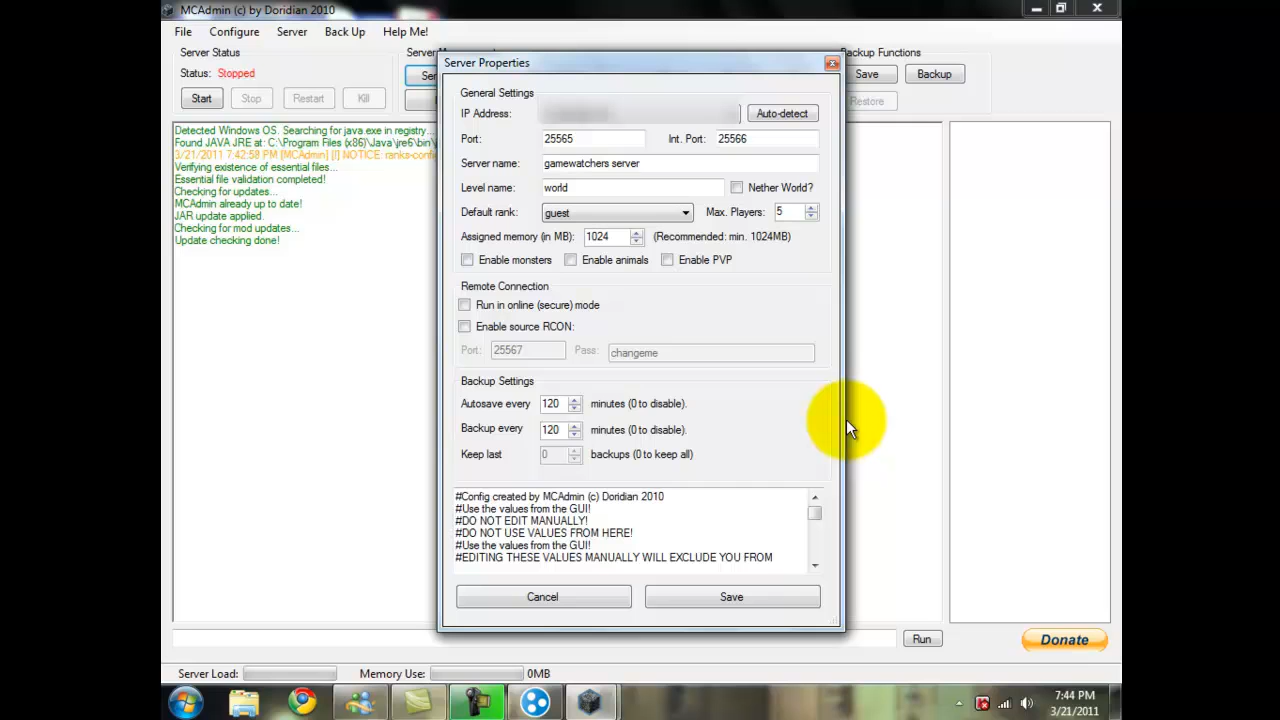 MCAdmin (c) by Doridian 2010
File Configure Server Back Up Help Me!
Server Status
Backup Functions
Status: Stopped
Save Backup
Start Stop Restart Kill
Restore
Detected Windows OS. Searching for java.exe in registry...
Found JAVA JRE at: C:\Program Files (x86)\Java\jre6\bin\
3/21/2011 7:42:58 PM [MCAdmin] [!] NOTICE: ranks-config
Verifying existence of essential files...
Essential file validation completed!
Checking for updates...
MCAdmin already up to date!
JAR update applied.
Checking for mod updates...
Update checking done!
Server Properties
General Settings
IP Address: Auto-detect
Port: 25565 Int. Port: 25566
Server name: gamewatchers server
Level name: world Nether World?
Default rank: guest Max. Players: 5
Assigned memory (in MB): 1024 (Recommended: min. 1024MB)
Enable monsters Enable animals Enable PVP
Remote Connection
Run in online (secure) mode
Enable source RCON:
Port: 25567 Pass: changeme
Backup Settings
Autosave every 120 minutes (0 to disable).
Backup every 120 minutes (0 to disable).
Keep last 0 backups (0 to keep all)
#Config created by MCAdmin (c) Doridian 2010
#Use the values from the GUI!
#DO NOT EDIT MANUALLY!
#DO NOT USE VALUES FROM HERE!
#Use the values from the GUI!
#EDITING THESE VALUES MANUALLY WILL EXCLUDE YOU FROM
Cancel Save
Run Donate
Server Load: Memory Use: 0MB
7:44 PM
3/21/2011